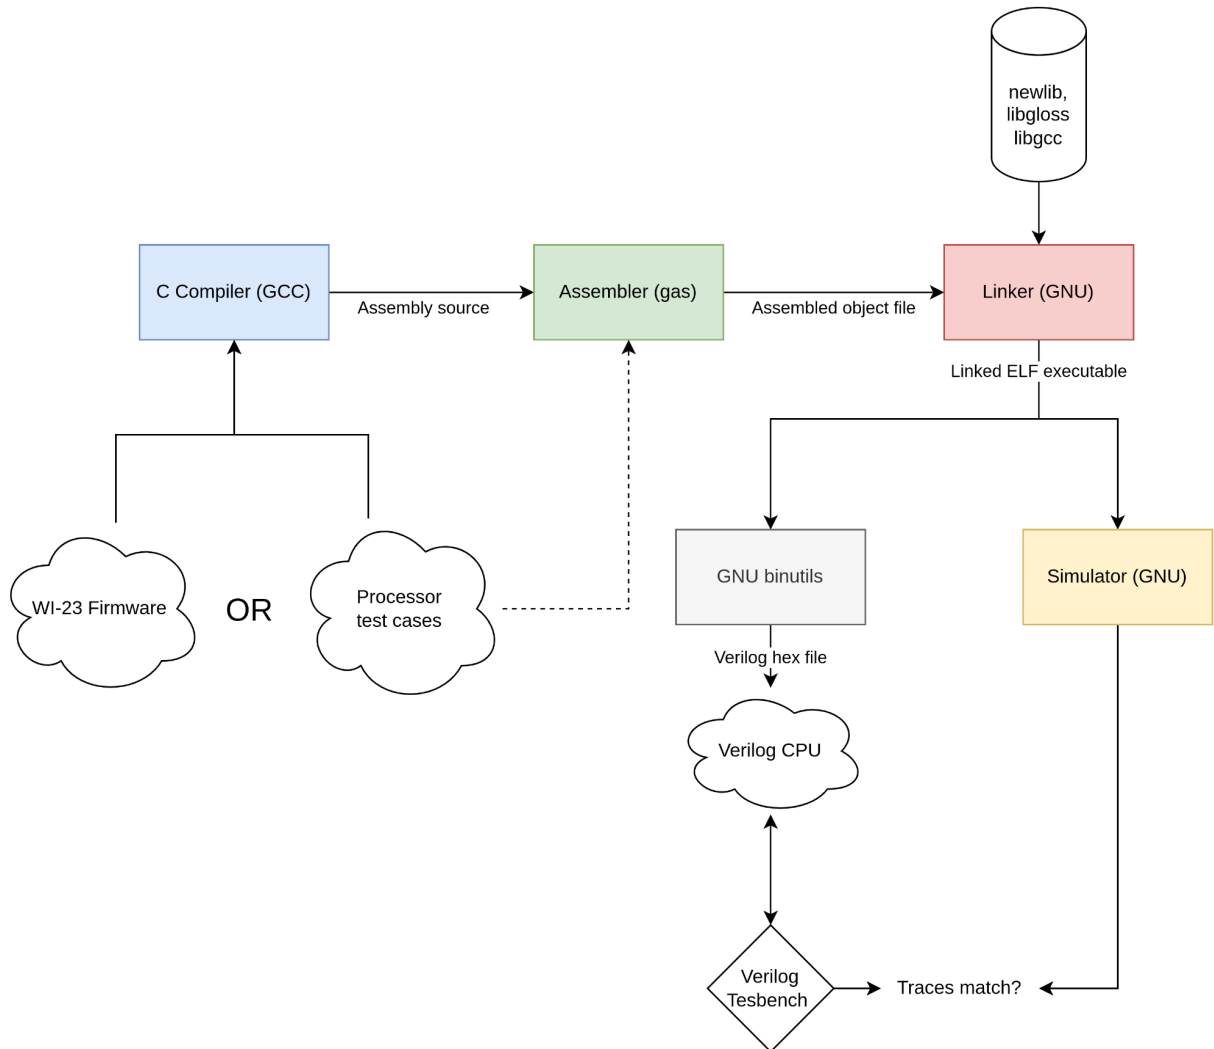 newlib,
libgloss
libgcc
C Compiler (GCC)
Assembly source
Assembler (gas)
Assembled object file
Linker (GNU)
Linked ELF executable
WI-23 Firmware
OR
Processor
test cases
GNU binutils
Simulator (GNU)
Verilog hex file
Verilog CPU
Verilog
Tesbench
Traces match?